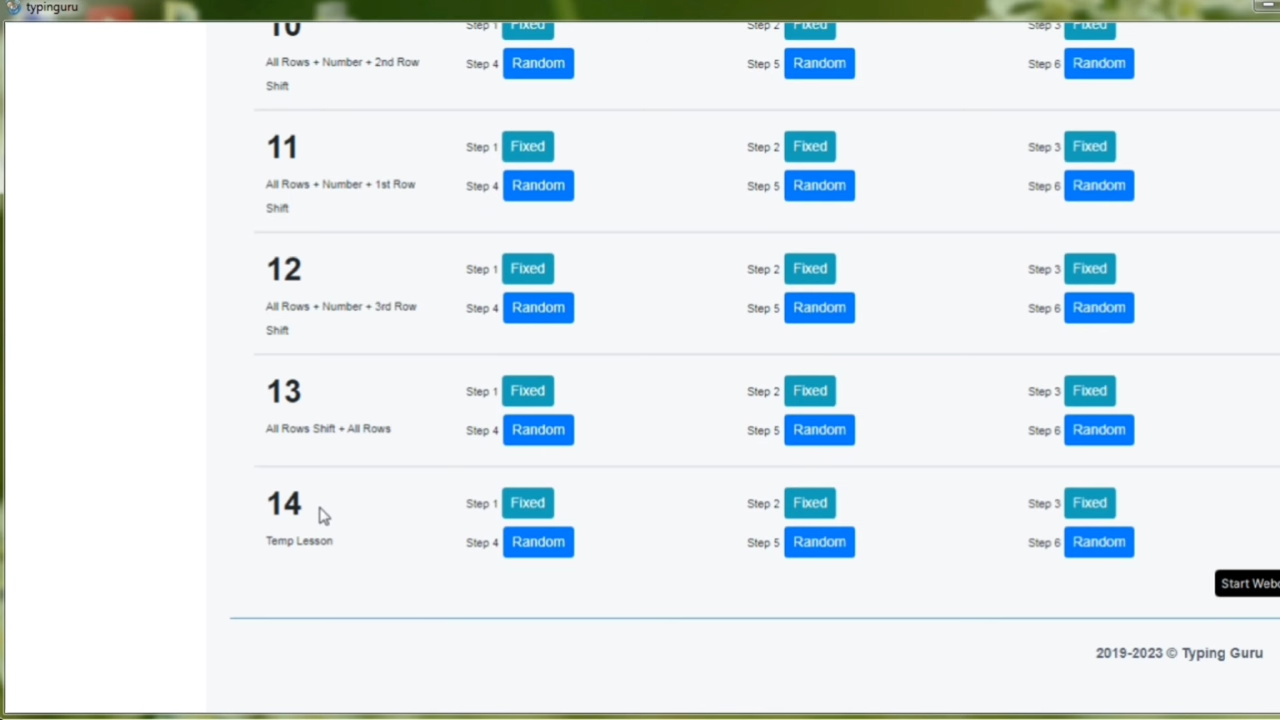 typinguru
10 Step 1 Fixed Step 2 Fixed Step 3 Fixed
All Rows + Number + 2nd Row Step 4 Random Step 5 Random Step 6 Random
Shift
11 Step 1 Fixed Step 2 Fixed Step 3 Fixed
All Rows + Number + 1st Row Step 4 Random Step 5 Random Step 6 Random
Shift
12 Step 1 Fixed Step 2 Fixed Step 3 Fixed
All Rows + Number + 3rd Row Step 4 Random Step 5 Random Step 6 Random
Shift
13 Step 1 Fixed Step 2 Fixed Step 3 Fixed
All Rows Shift + All Rows Step 4 Random Step 5 Random Step 6 Random
14 Step 1 Fixed Step 2 Fixed Step 3 Fixed
Temp Lesson Step 4 Random Step 5 Random Step 6 Random
Start Web
2019-2023 © Typing Guru